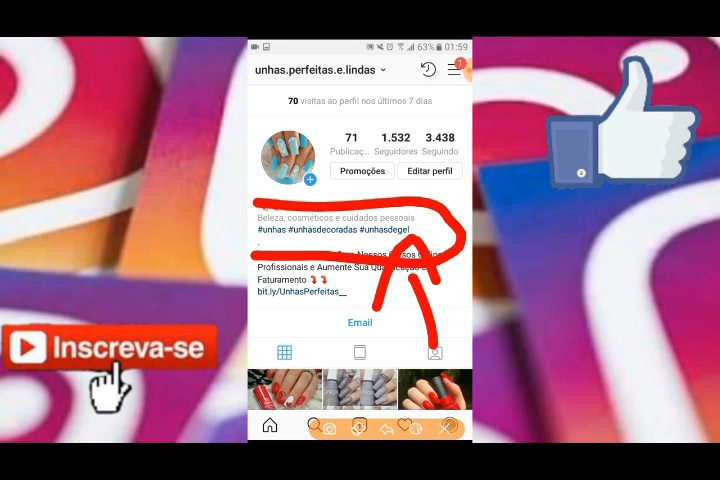 63% 01:59
unhas.perfeitas.e.lindas
1
70 visitas ao perfil nos últimos 7 dias
71 1.532 3.438
Publicaç... Seguidores Seguindo
Promoções Editar perfil
Beleza, cosméticos e cuidados pessoais
#unhas #unhasdecoradas #unhasdegel
.
Nossos
Profissionais e Aumente Sua
Faturamento
bit.ly/UnhasPerfeitas__
Inscreva-se
Email